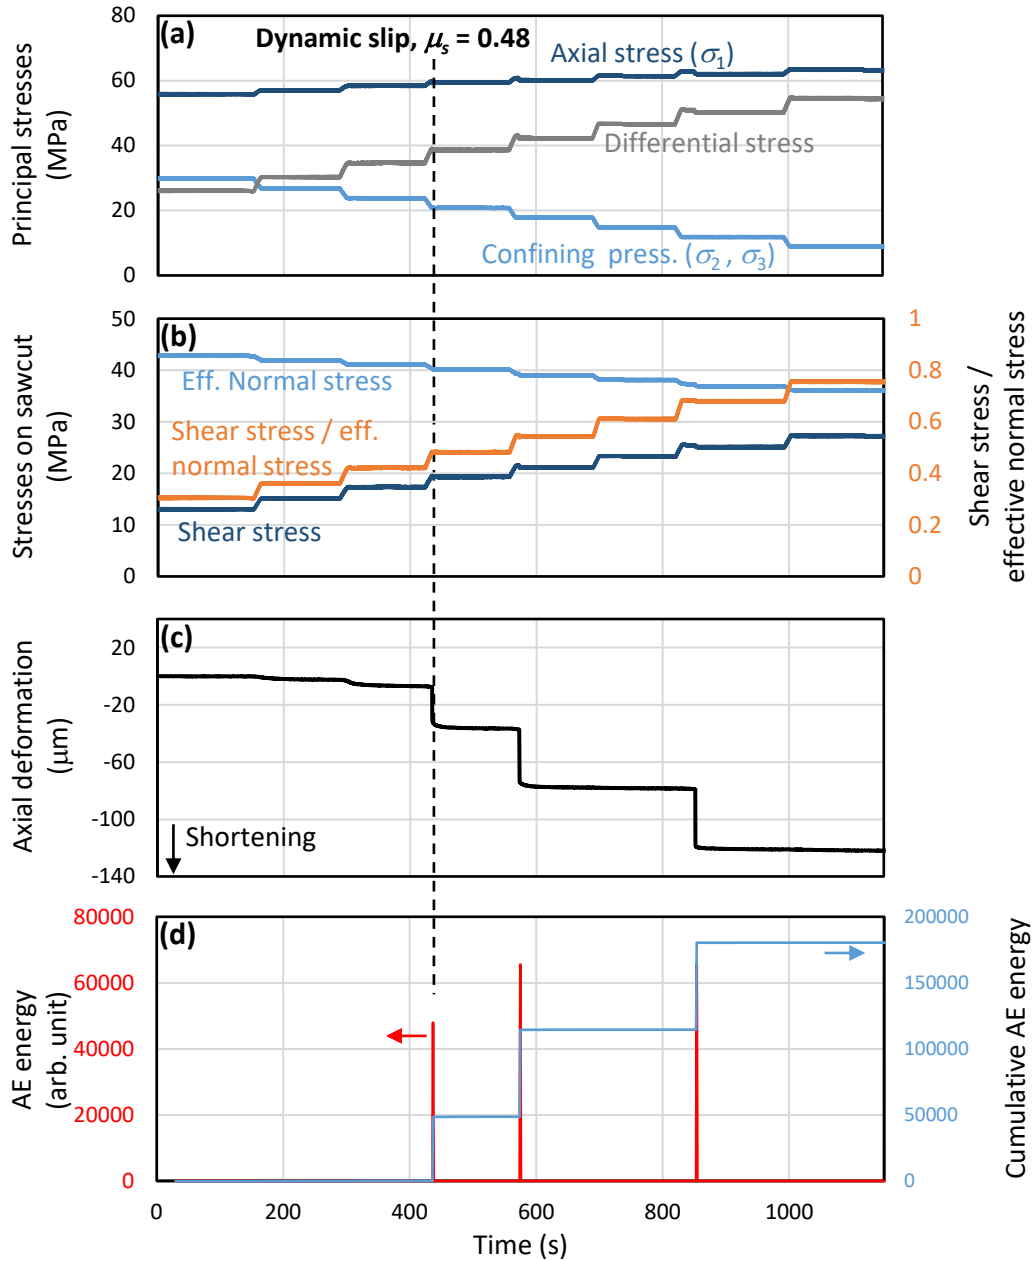 (a)
Dynamic slip, μs = 0.48
Axial stress (σ1)
Differential stress
Confining press. (σ2 , σ3)
Principal stresses
(MPa)
80
60
40
20
0
(b)
Eff. Normal stress
Shear stress / eff.
normal stress
Shear stress
Stresses on sawcut
(MPa)
50
40
30
20
10
0
1
0.8
0.6
0.4
0.2
0
Shear stress /
effective normal stress
(c)
Shortening
Axial deformation
(μm)
20
-20
-60
-100
-140
(d)
AE energy
(arb. unit)
80000
60000
40000
20000
0
200000
150000
100000
50000
0
Cumulative AE energy
0
200
400
600
800
1000
Time (s)